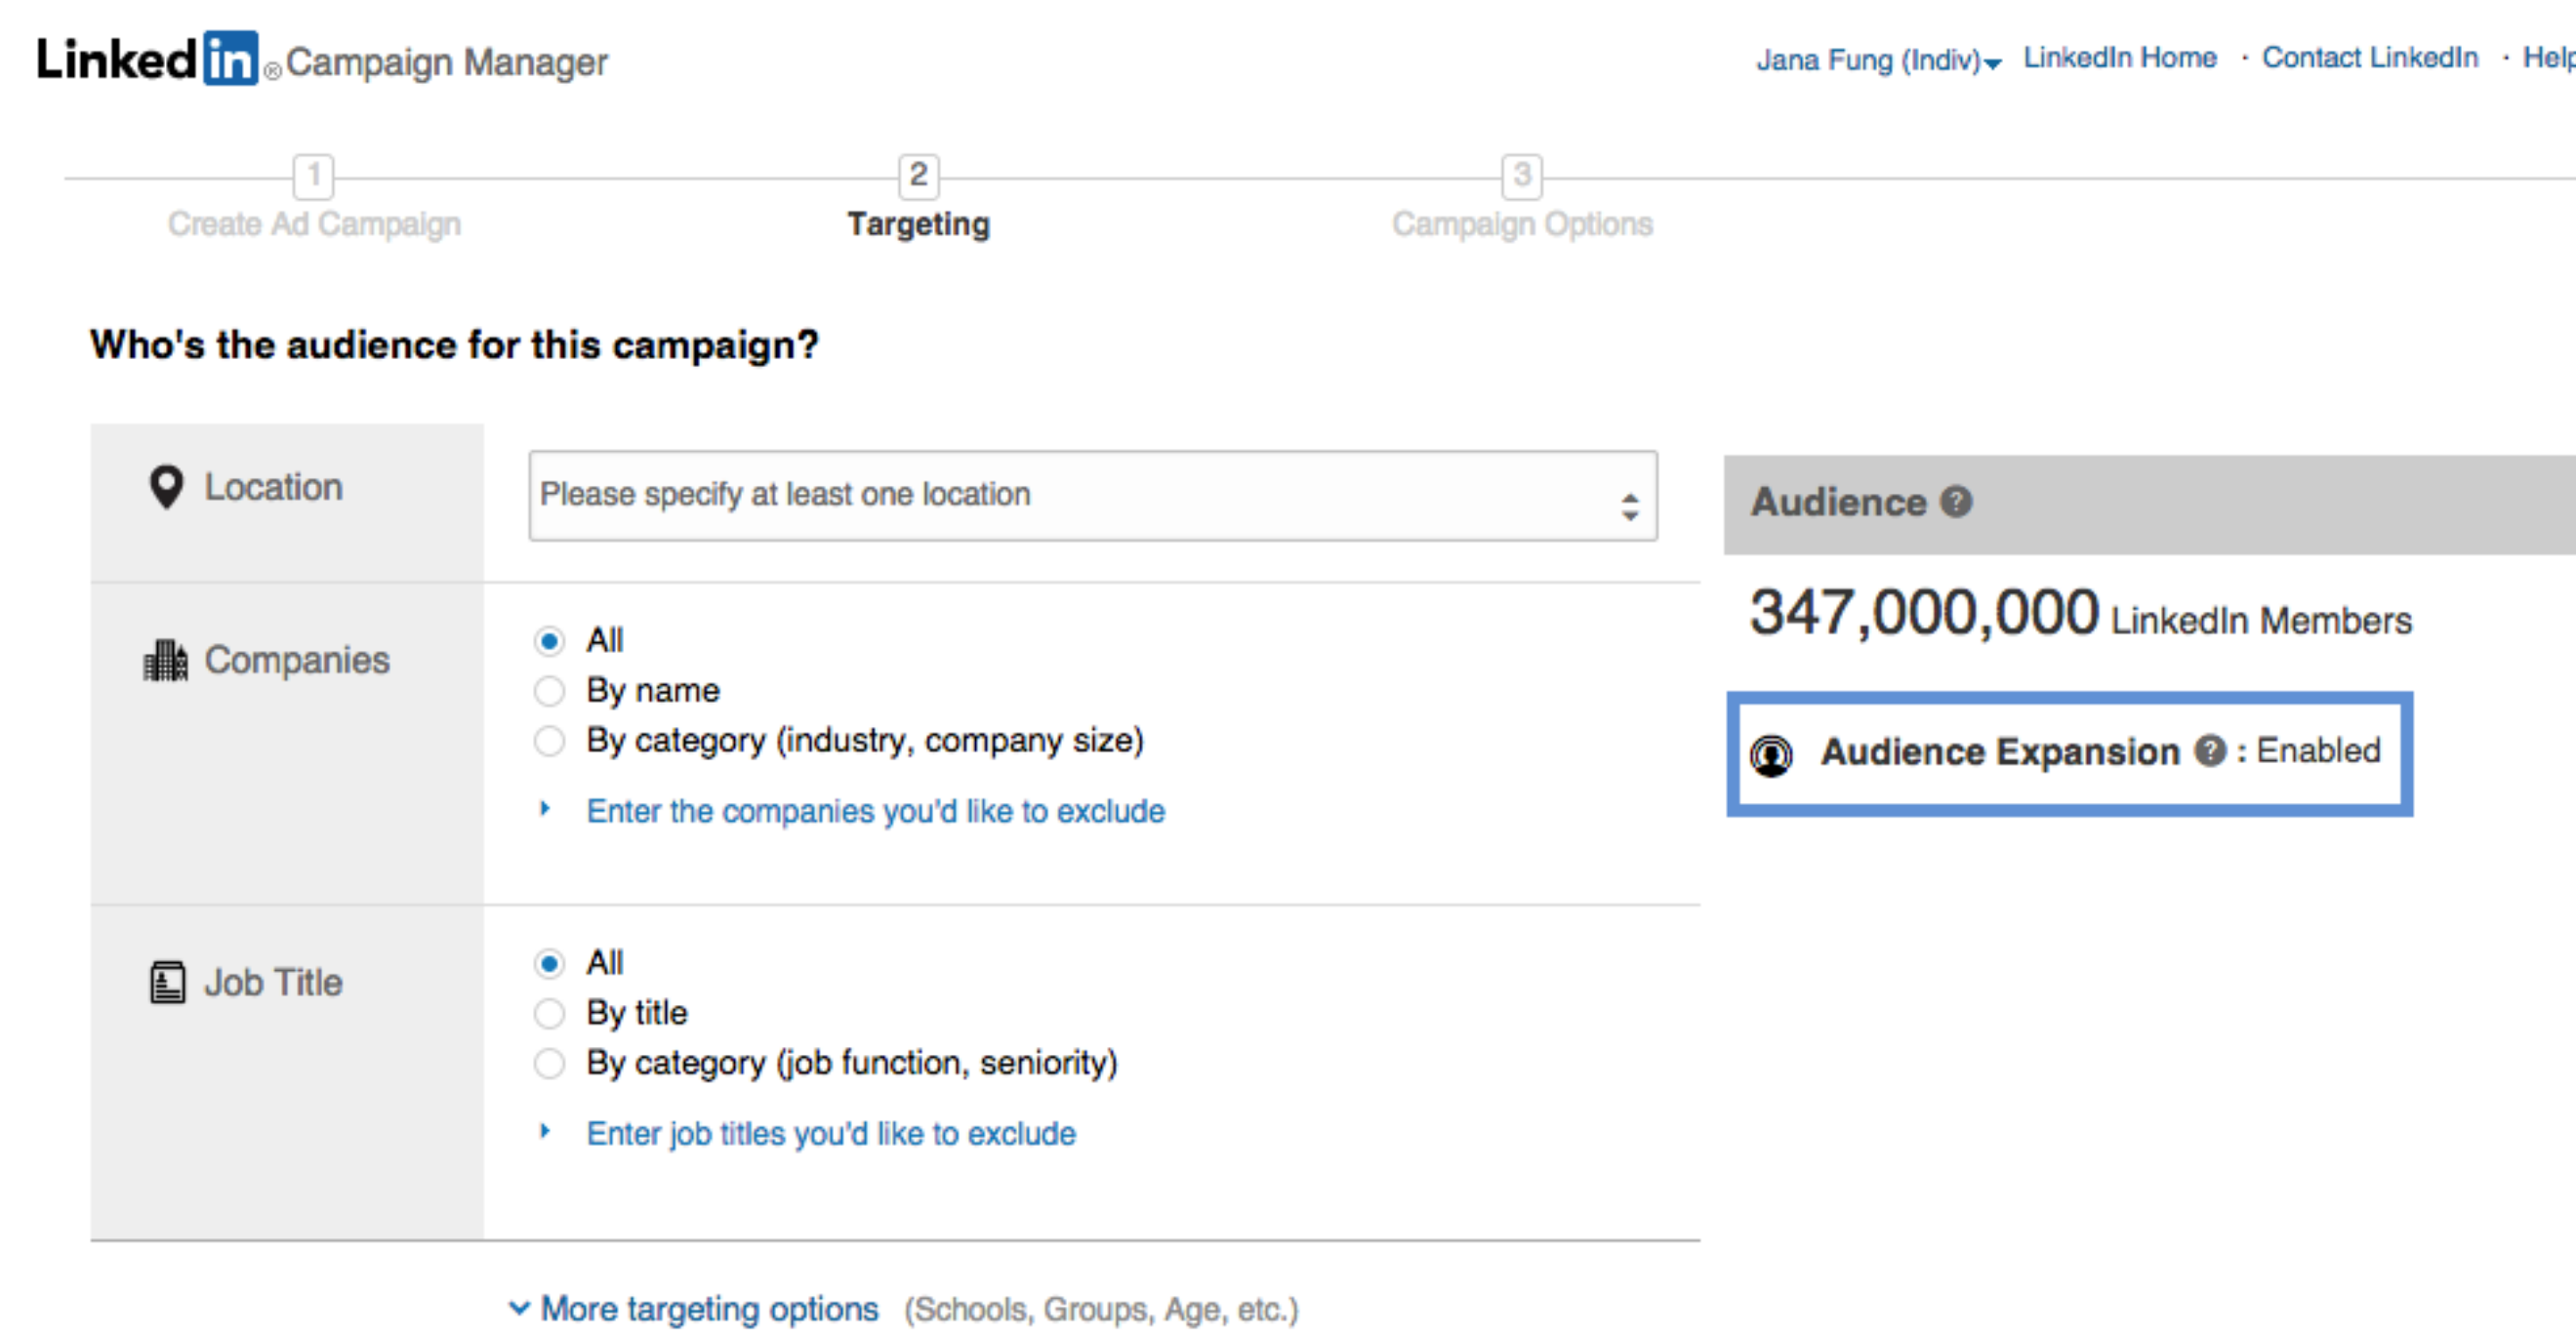 Linked in ® Campaign Manager
Jana Fung (Indiv) LinkedIn Home · Contact LinkedIn · Help
1 2 3
Create Ad Campaign Targeting Campaign Options
Who's the audience for this campaign?
Location
Please specify at least one location
Companies
All
By name
By category (industry, company size)
Enter the companies you'd like to exclude
Job Title
All
By title
By category (job function, seniority)
Enter job titles you'd like to exclude
More targeting options (Schools, Groups, Age, etc.)
Audience ?
347,000,000 LinkedIn Members
Audience Expansion ? : Enabled